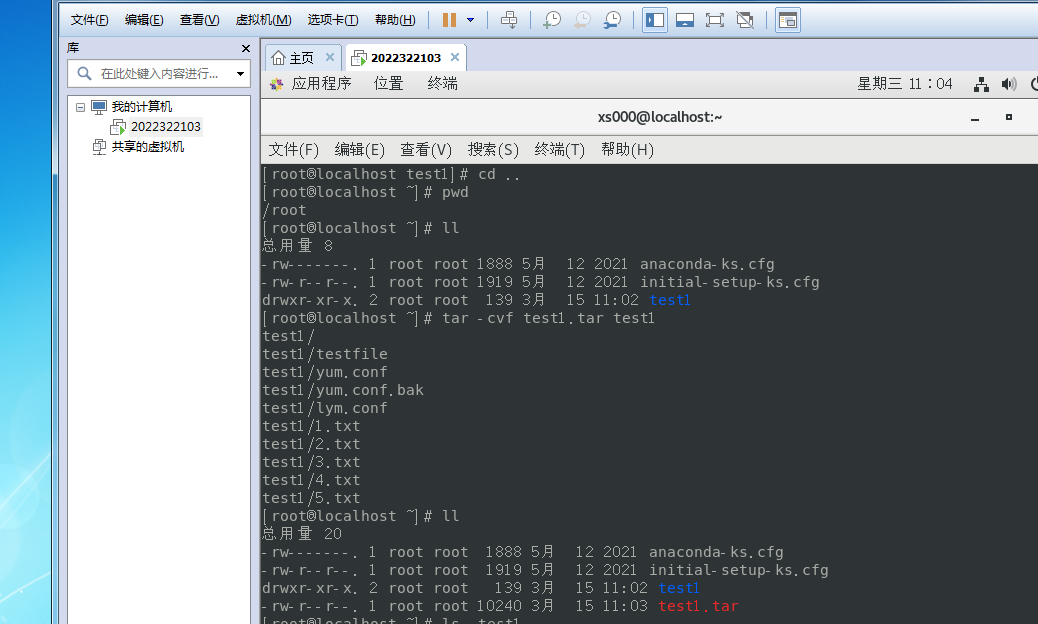 文件(F) 编辑(E) 查看(V) 虚拟机(M) 选项卡(T) 帮助(H)
库
在此处键入内容进行...
我的计算机
2022322103
共享的虚拟机
主页
2022322103
应用程序 位置 终端
星期三 11:04
xs000@localhost:~
文件(F) 编辑(E) 查看(V) 搜索(S) 终端(T) 帮助(H)
[root@localhost test1]# cd ..
[root@localhost ~]# pwd
/root
[root@localhost ~]# ll
总用量 8
-rw-------. 1 root root 1888 5月 12 2021 anaconda-ks.cfg
-rw-r--r--. 1 root root 1919 5月 12 2021 initial-setup-ks.cfg
drwxr-xr-x. 2 root root 139 3月 15 11:02 test1
[root@localhost ~]# tar -cvf test1.tar test1
test1/
test1/testfile
test1/yum.conf
test1/yum.conf.bak
test1/lym.conf
test1/1.txt
test1/2.txt
test1/3.txt
test1/4.txt
test1/5.txt
[root@localhost ~]# ll
总用量 20
-rw-------. 1 root root 1888 5月 12 2021 anaconda-ks.cfg
-rw-r--r--. 1 root root 1919 5月 12 2021 initial-setup-ks.cfg
drwxr-xr-x. 2 root root 139 3月 15 11:02 test1
-rw-r--r--. 1 root root 10240 3月 15 11:03 test1.tar
[root@localhost ~]# ls test1